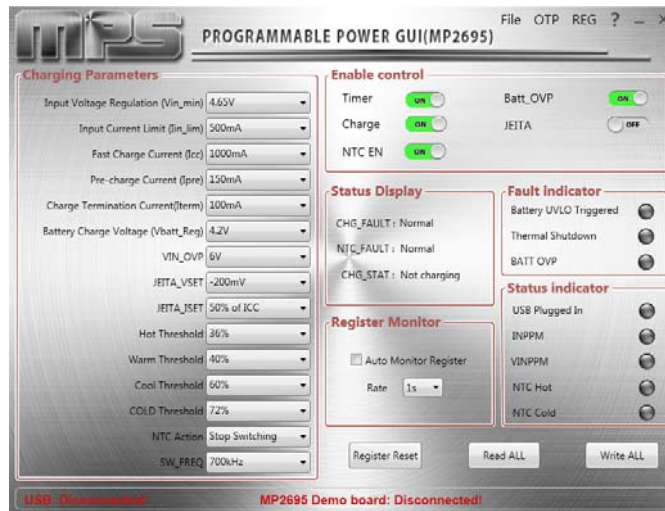 MPS
PROGRAMMABLE POWER GUI(MP2695)
File OTP REG ? – ×
Charging Parameters
Input Voltage Regulation (Vin_min) 4.65V
Input Current Limit (Iin_lim) 500mA
Fast Charge Current (Icc) 1000mA
Pre-charge Current (Ipre) 150mA
Charge Termination Current(Iterm) 100mA
Battery Charge Voltage (Vbatt_Reg) 4.2V
VIN_OVP 6V
JEITA_VSET -200mV
JEITA_ISET 50% of ICC
Hot Threshold 36%
Warm Threshold 40%
Cool Threshold 60%
COLD Threshold 72%
NTC Action Stop Switching
SW_FREQ 700kHz
Enable control
Timer ON Batt_OVP ON
Charge ON JEITA OFF
NTC EN ON
Status Display
CHG_FAULT : Normal
NTC_FAULT : Normal
CHG_STAT : Not charging
Fault indicator
Battery UVLO Triggered
Thermal Shutdown
BATT OVP
Register Monitor
Auto Monitor Register
Rate 1s
Status indicator
USB Plugged In
INPPM
VINPPM
NTC Hot
NTC Cold
Register Reset Read ALL Write ALL
USB: Disconnected! MP2695 Demo board: Disconnected!